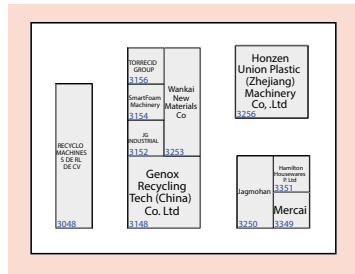 TORRECID
GROUP
3156
SmartFoam
Machinery
3154
JG
INDUSTRIAL
3152
Wankai
New
Materials
Co
3253
Honzen
Union Plastic
(Zhejiang)
Machinery
Co, .Ltd
3256
RECYCLO
MACHINES
S DE RL
DE CV
3048
Genox
Recycling
Tech (China)
Co. Ltd
3148
Jagmohan
3250
Hamilton
Housewares
P. Ltd
3351
Mercai
3349